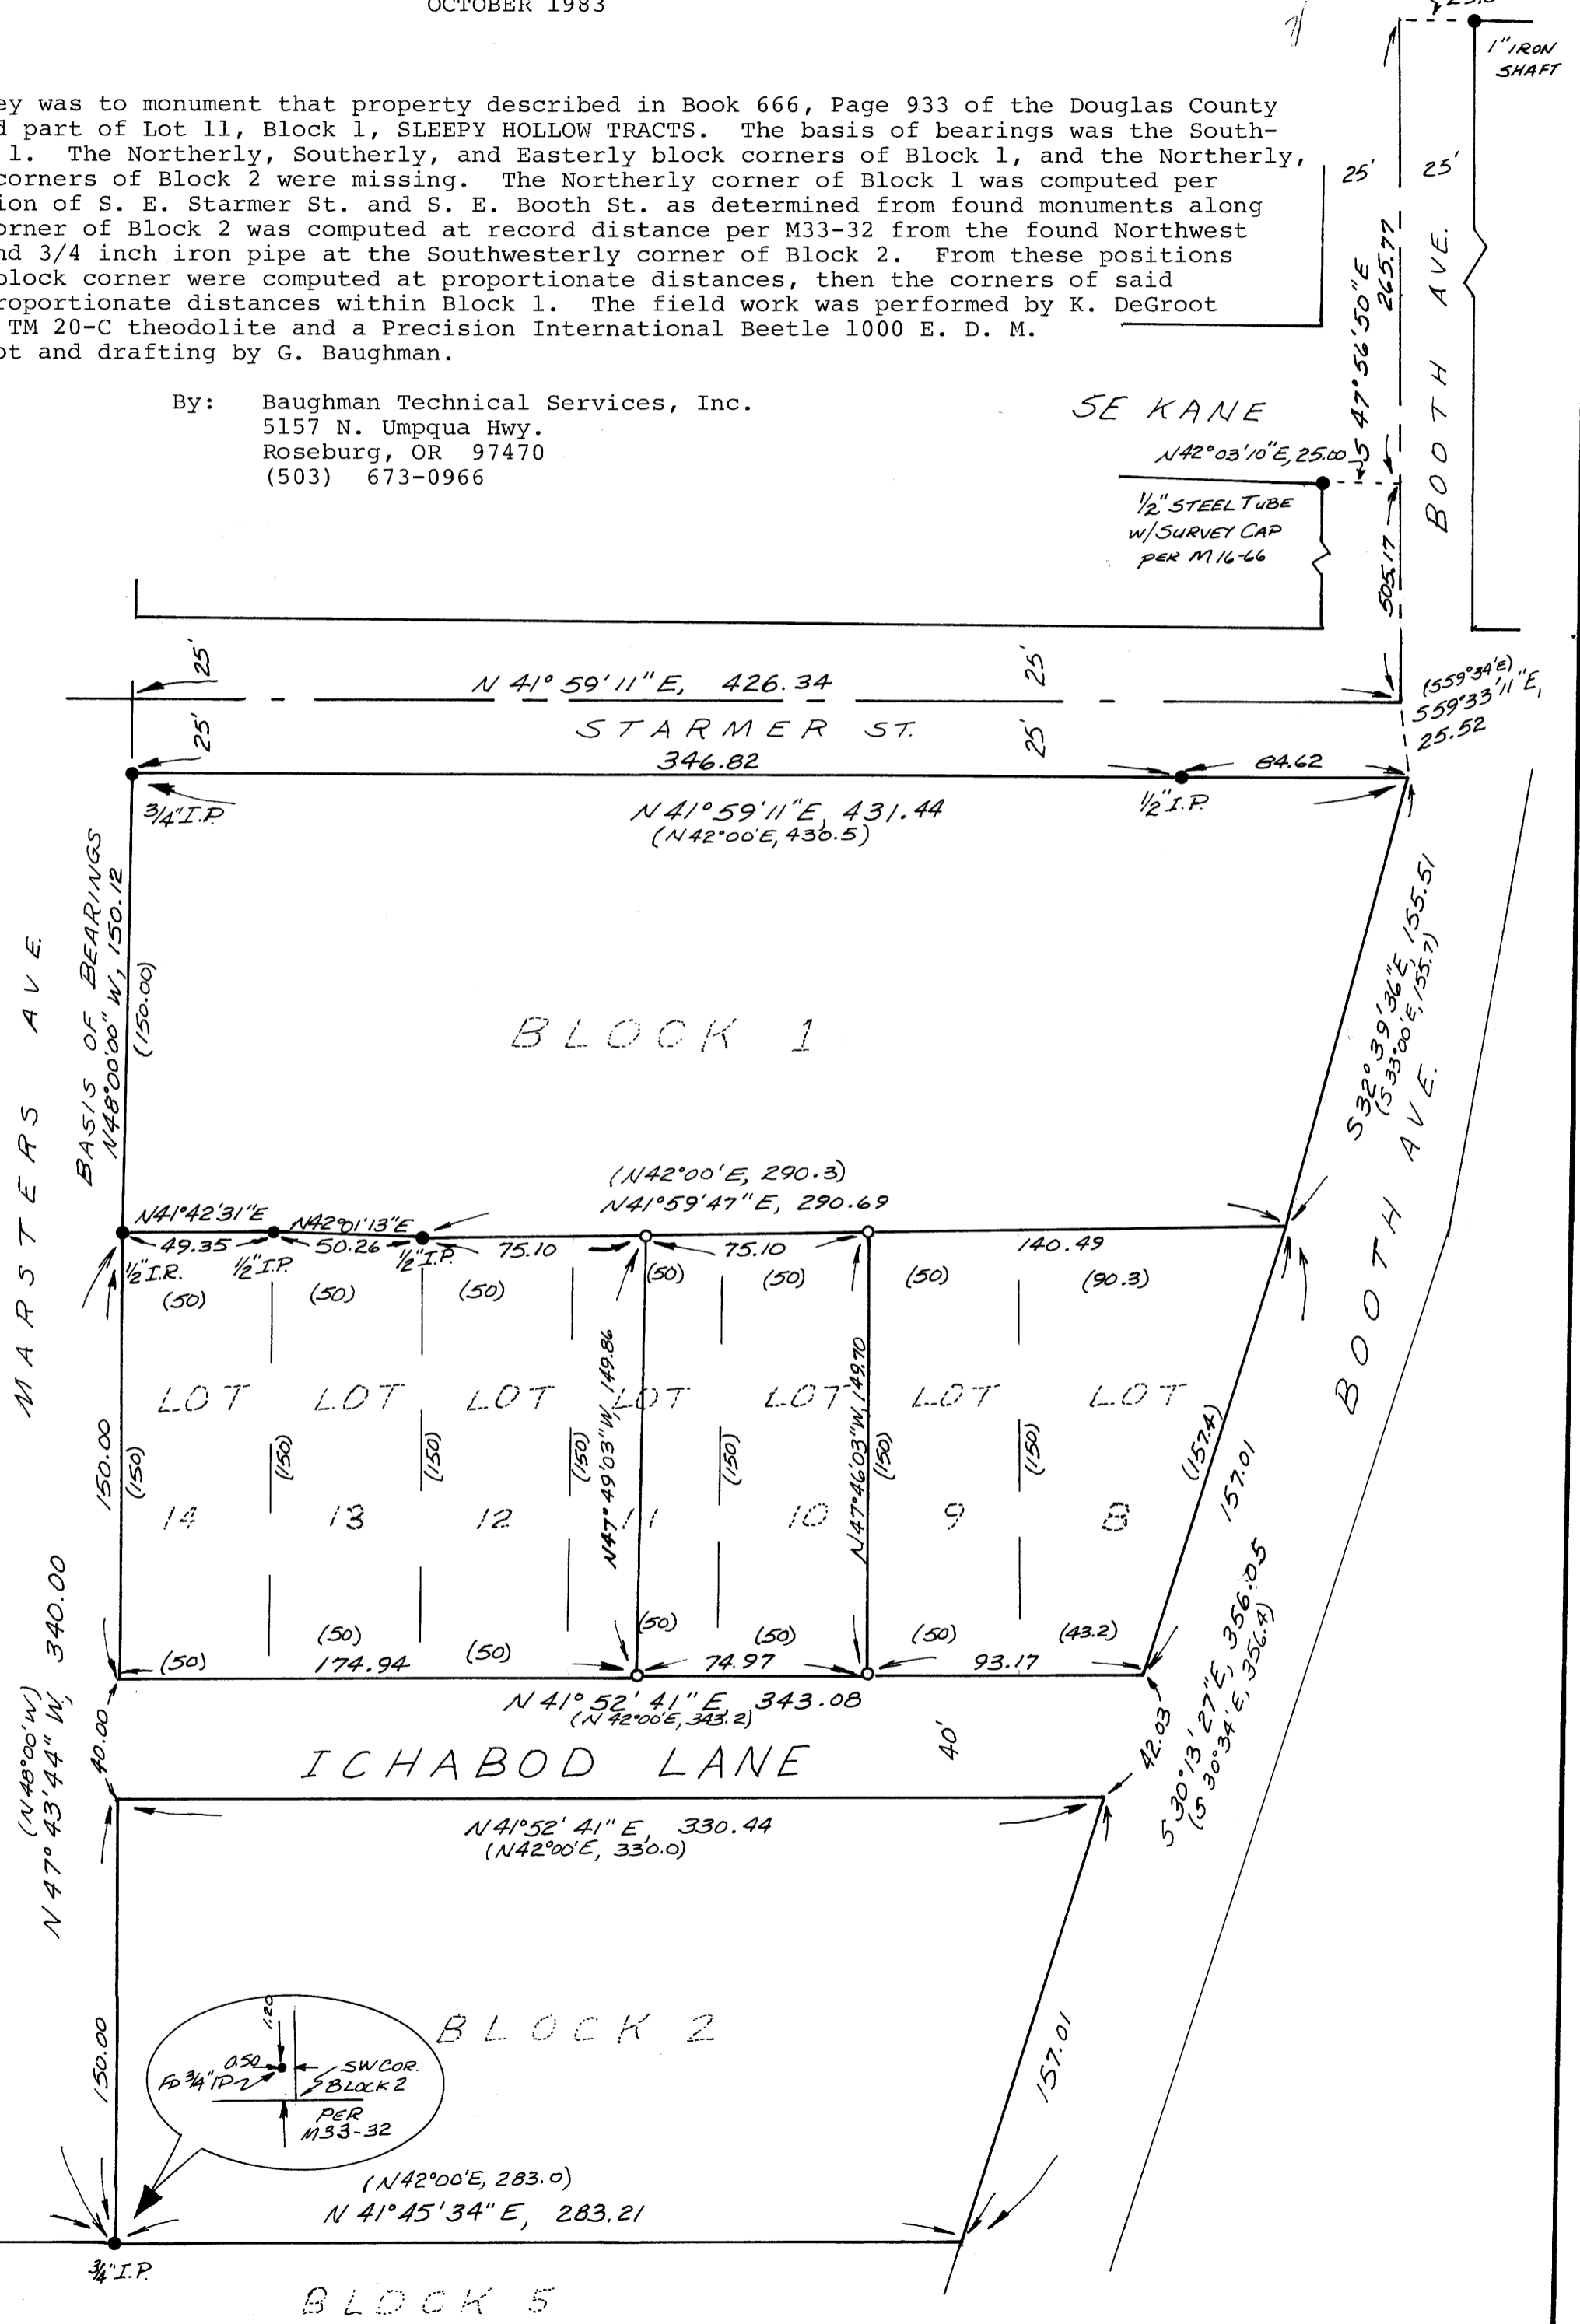 OCTOBER 1983
ey was to monument that property described in Book 666, Page 933 of the Douglas County
d part of Lot 11, Block 1, SLEEPY HOLLOW TRACTS. The basis of bearings was the South-
1. The Northerly, Southerly, and Easterly block corners of Block 1, and the Northerly,
corners of Block 2 were missing. The Northerly corner of Block 1 was computed per
ion of S. E. Starmer St. and S. E. Booth St. as determined from found monuments along
orner of Block 2 was computed at record distance per M33-32 from the found Northwest
nd 3/4 inch iron pipe at the Southwesterly corner of Block 2. From these positions
block corner were computed at proportionate distances, then the corners of said
roportionate distances within Block 1. The field work was performed by K. DeGroot
TM 20-C theodolite and a Precision International Beetle 1000 E. D. M.
ot and drafting by G. Baughman.
By: Baughman Technical Services, Inc.
5157 N. Umpqua Hwy.
Roseburg, OR 97470
(503) 673-0966
1" IRON
SHAFT
25'
25'
S 47°56'50"E
265.77
BOOTH AVE.
SE KANE
N42°03'10"E, 25.00
1/2" STEEL TUBE
W/SURVEY CAP
PER M16-66
505.17
25'
25'
N 41° 59' 11" E, 426.34
25'
25'
STARMER ST.
(S59°34'E)
S59°33'11"E,
25.52
346.82
84.62
3/4" I.P.
1/2" I.P.
N 41° 59' 11" E, 431.44
(N42°00'E, 430.5)
MARSTERS AVE.
BASIS OF BEARINGS
N48°00'00" W, 150.12
(150.00)
BLOCK 1
S 32° 39' 36" E, 155.51
(S 33°00'E, 155.7)
BOOTH AVE.
(N42°00'E, 290.3)
N41°59'47"E, 290.69
N41°42'31"E
N42°01'13"E
49.35
50.26
75.10
75.10
140.49
1/2" I.R.
1/2" I.P.
1/2" I.P.
(50)
(50)
(50)
(50)
(50)
(50)
(90.3)
N47°49'03"W, 149.86
N47°46'03"W, 149.70
LOT LOT LOT LOT LOT LOT LOT
150.00
(150)
(150)
(150)
(150)
(150)
(150)
(150)
(157.4)
157.01
14 13 12 11 10 9 8
(50)
(50)
(50)
(50)
(50)
(50)
(43.2)
174.94
74.97
93.17
N 41° 52' 41" E, 343.08
(N 42°00'E, 343.2)
ICHABOD LANE
40'
40.00
42.03
(N48°00'W)
N 47° 43' 44" W, 340.00
S 30° 13' 27" E, 356.05
(S 30°34'E, 356.4)
N41°52' 41" E, 330.44
(N42°00'E, 330.0)
150.00
BLOCK 2
157.01
1.20
0.50
FD 3/4" IP
SW COR.
BLOCK 2
PER
M33-32
(N42°00'E, 283.0)
N 41° 45' 34" E, 283.21
3/4" I.P.
BLOCK 5